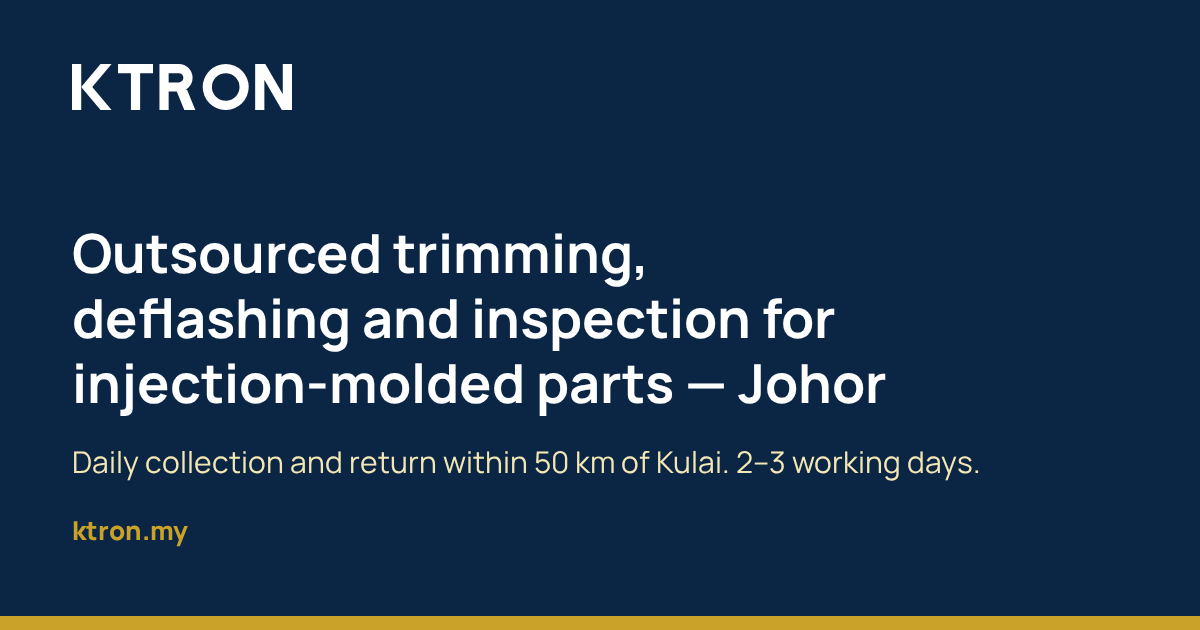 KTRON
Outsourced trimming,
deflashing and inspection for
injection-molded parts — Johor
Daily collection and return within 50 km of Kulai. 2–3 working days.
ktron.my